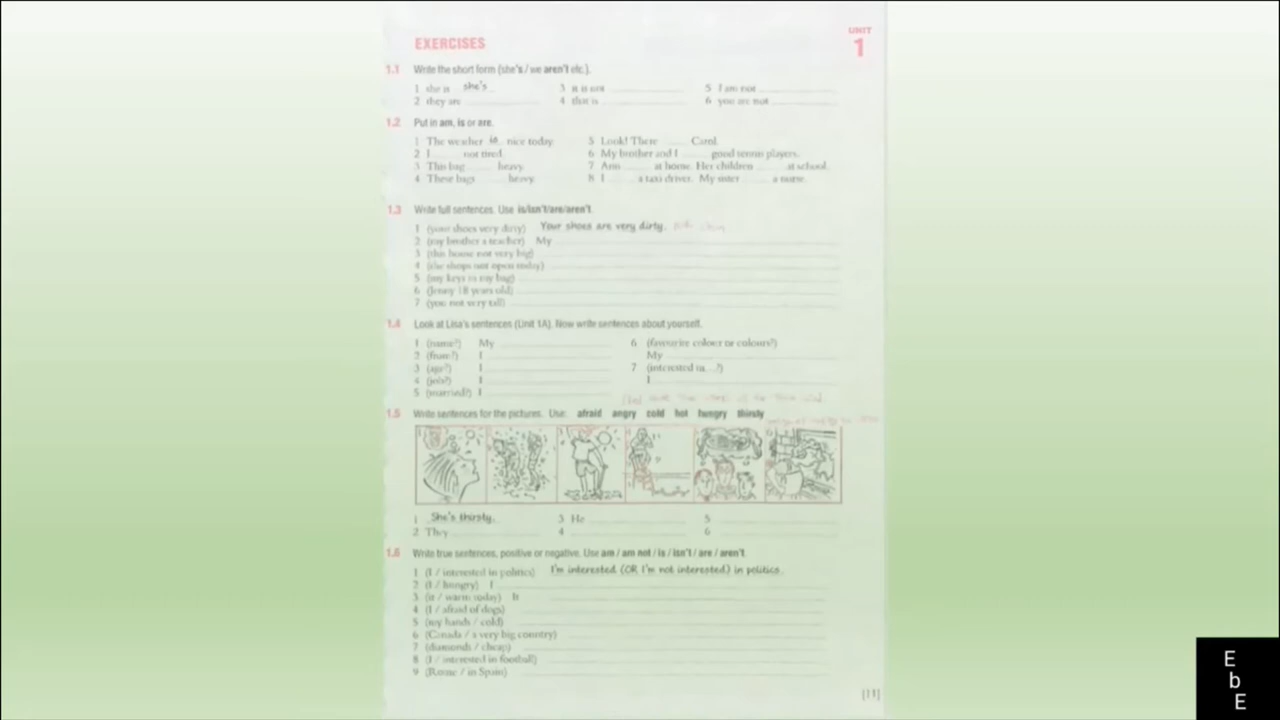 UNIT
EXERCISES 1
1.1 Write the short form (she's / we aren't etc.).
1 she is she's 3 it is not 5 I am not
2 they are 4 that is 6 you are not
1.2 Put in am, is or are.
1 The weather is nice today. 5 Look! There Carol.
2 I not tired. 6 My brother and I good tennis players.
3 This bag heavy. 7 Ann at home. Her children at school.
4 These bags heavy. 8 I a taxi driver. My sister a nurse.
1.3 Write full sentences. Use is/isn't/are/aren't.
1 (your shoes very dirty) Your shoes are very dirty.
2 (my brother a teacher) My
3 (this house not very big)
4 (the shops not open today)
5 (my keys in my bag)
6 (Jenny 18 years old)
7 (you not very tall)
1.4 Look at Lisa's sentences (Unit 1A). Now write sentences about yourself.
1 (name?) My 6 (favourite colour or colours?)
2 (from?) I My
3 (age?) I 7 (interested in...?)
4 (job?) I I
5 (married?) I
1.5 Write sentences for the pictures. Use: afraid angry cold hot hungry thirsty
1 She's thirsty. 3 He 5
2 They 4 6
1.6 Write true sentences, positive or negative. Use am / am not / is / isn't / are / aren't.
1 (I / interested in politics) I'm interested (OR I'm not interested) in politics.
2 (I / hungry) I
3 (it / warm today) It
4 (I / afraid of dogs)
5 (my hands / cold)
6 (Canada / a very big country)
7 (diamonds / cheap)
8 (I / interested in football)
9 (Rome / in Spain)
[11]
E
b
E